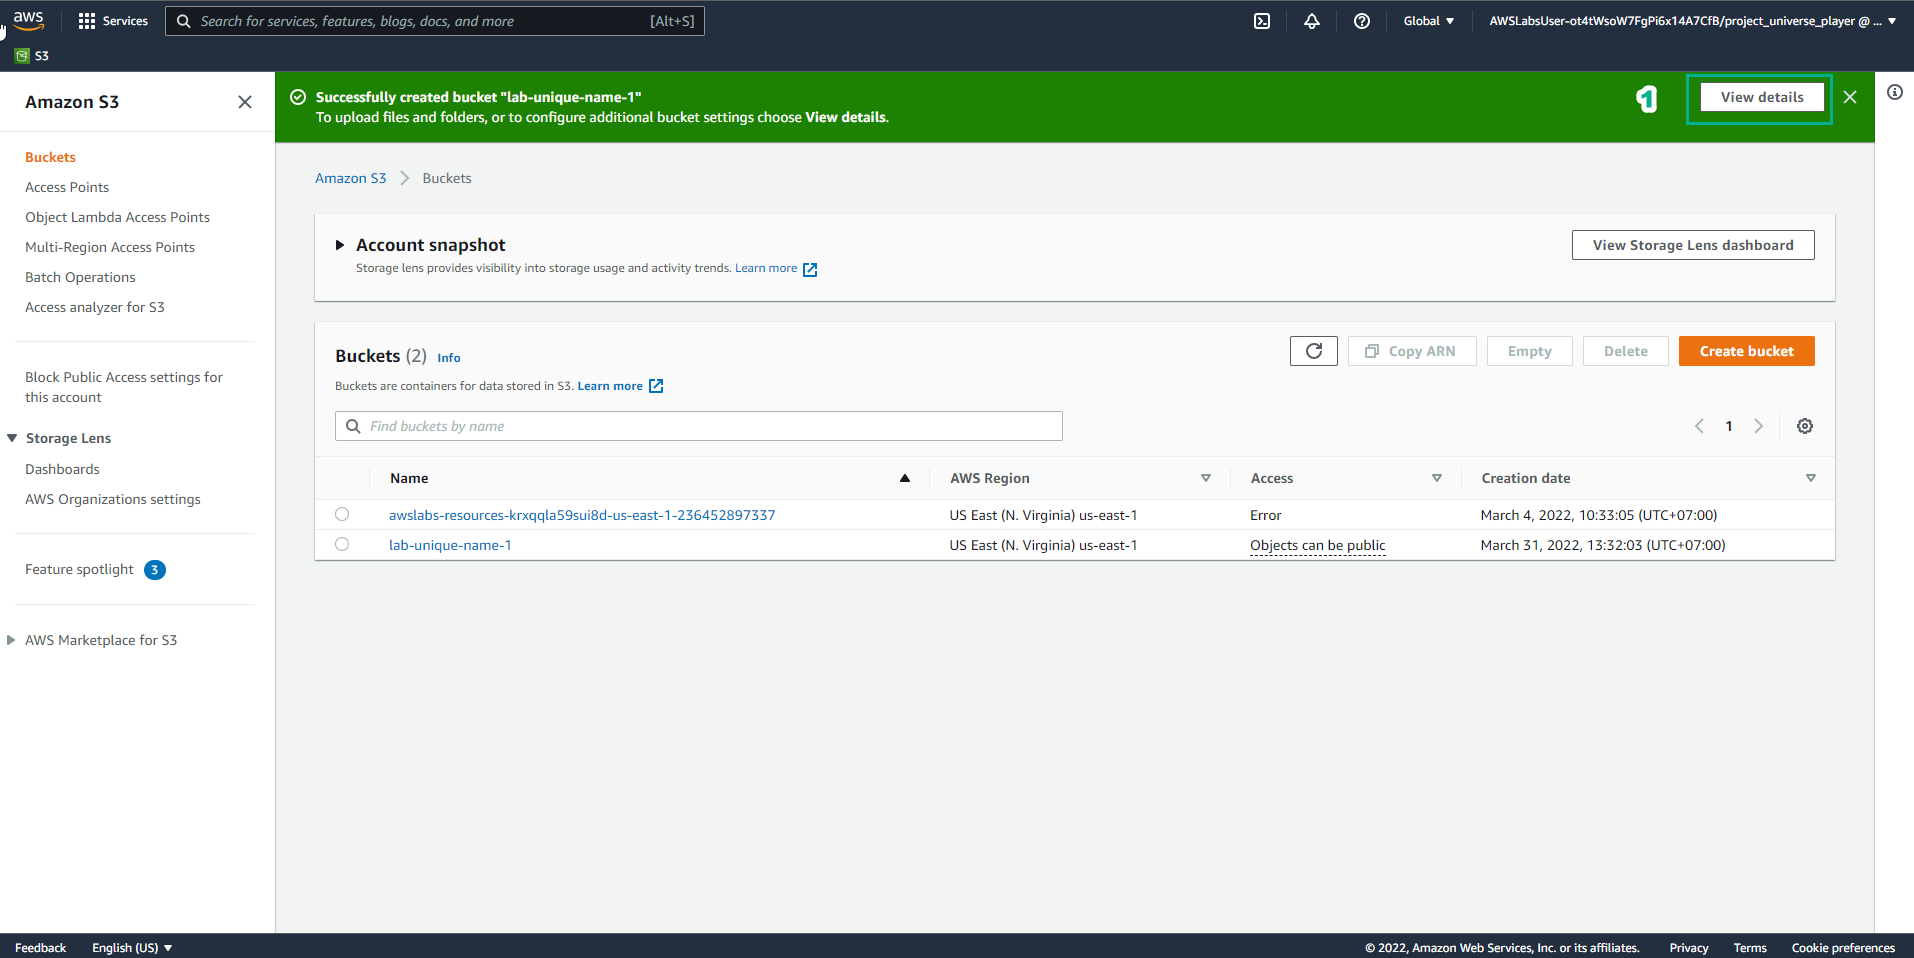 aws
Services
Search for services, features, blogs, docs, and more
[Alt+S]
Global
AWSLabsUser-ot4tWsoW7FgPi6x14A7CfB/project_universe_player @ ...
S3
Amazon S3
Buckets
Access Points
Object Lambda Access Points
Multi-Region Access Points
Batch Operations
Access analyzer for S3
Block Public Access settings for
this account
Storage Lens
Dashboards
AWS Organizations settings
Feature spotlight 3
AWS Marketplace for S3
Successfully created bucket "lab-unique-name-1"
To upload files and folders, or to configure additional bucket settings choose View details.
1
View details
Amazon S3 > Buckets
Account snapshot
Storage lens provides visibility into storage usage and activity trends. Learn more
View Storage Lens dashboard
Buckets (2) Info
Buckets are containers for data stored in S3. Learn more
Copy ARN
Empty
Delete
Create bucket
Find buckets by name
1
Name AWS Region Access Creation date
awslabs-resources-krxqqla59sui8d-us-east-1-236452897337 US East (N. Virginia) us-east-1 Error March 4, 2022, 10:33:05 (UTC+07:00)
lab-unique-name-1 US East (N. Virginia) us-east-1 Objects can be public March 31, 2022, 13:32:03 (UTC+07:00)
Feedback English (US) © 2022, Amazon Web Services, Inc. or its affiliates. Privacy Terms Cookie preferences